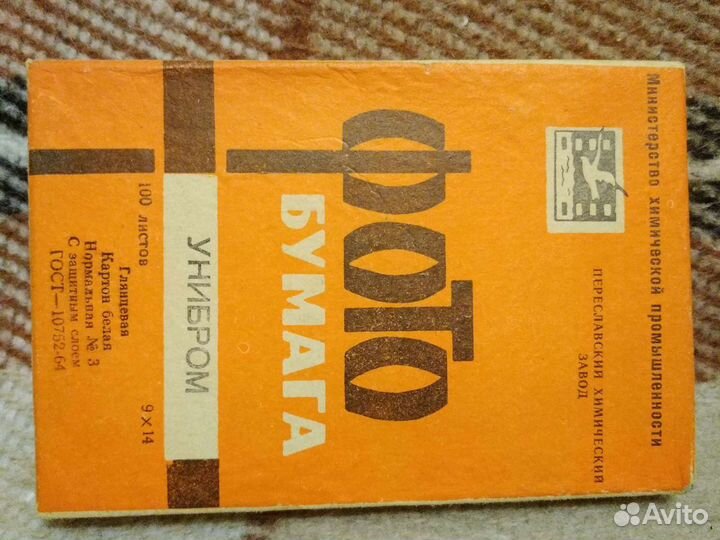 Министерство химической промышленности
ПЕРЕСЛАВСКИЙ ХИМИЧЕСКИЙ
ЗАВОД
ФОТО
БУМАГА
УНИБРОМ
100 листов
9 x 14
Глянцевая
Картон белая
Нормальная № 3
С защитным слоем
ГОСТ—10752-64
Avito